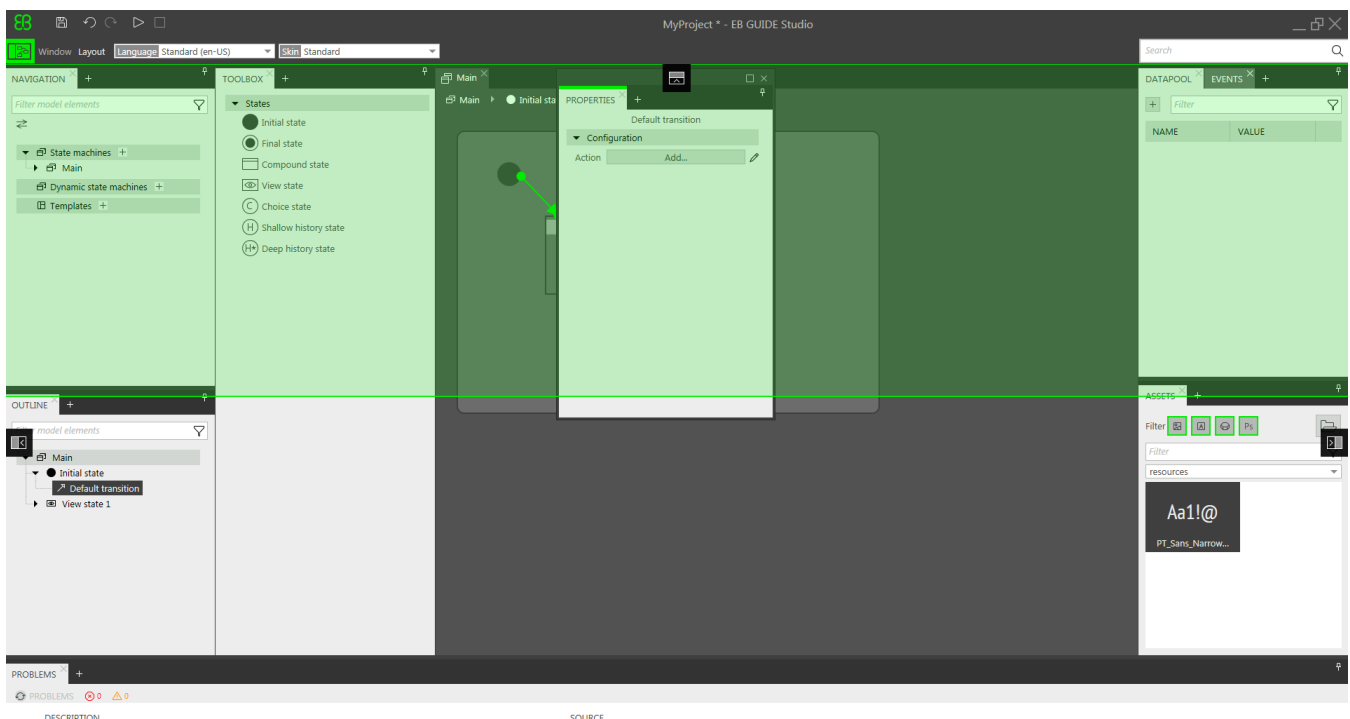 EB
MyProject * - EB GUIDE Studio
Window Layout Language Standard (en-US) Skin Standard
Search
NAVIGATION × +
Filter model elements
State machines +
Main
Dynamic state machines +
Templates +
TOOLBOX × +
States
Initial state
Final state
Compound state
View state
C Choice state
H Shallow history state
H* Deep history state
Main ×
Main Initial sta
PROPERTIES × +
Default transition
Configuration
Action Add...
DATAPOOL × EVENTS × +
+ Filter
NAME VALUE
OUTLINE × +
model elements
Main
Initial state
Default transition
View state 1
ASSETS × +
Filter A Ps
Filter
resources
Aa1!@
PT_Sans_Narrow...
PROBLEMS × +
PROBLEMS 0 0
DESCRIPTION SOURCE